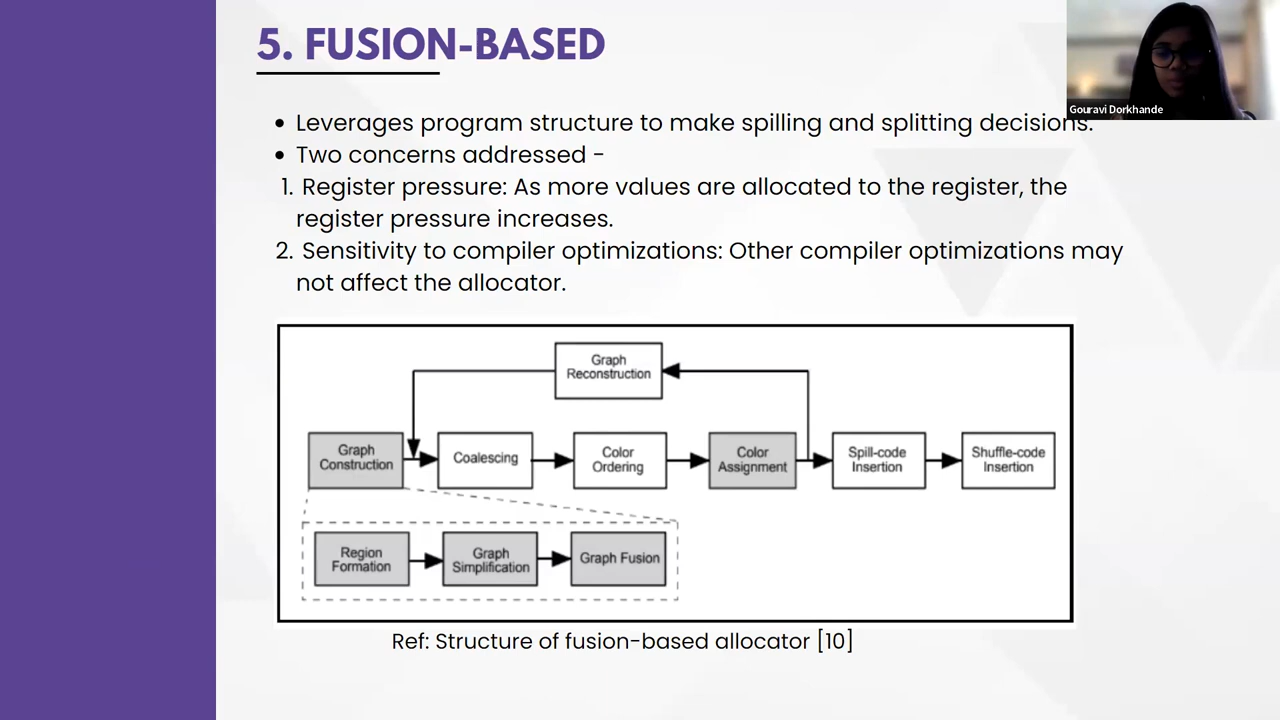 5. FUSION-BASED
Gouravi Dorkhande
• Leverages program structure to make spilling and splitting decisions.
• Two concerns addressed -
1. Register pressure: As more values are allocated to the register, the
register pressure increases.
2. Sensitivity to compiler optimizations: Other compiler optimizations may
not affect the allocator.
Graph
Reconstruction
Graph
Construction
Coalescing
Color
Ordering
Color
Assignment
Spill-code
Insertion
Shuffle-code
Insertion
Region
Formation
Graph
Simplification
Graph Fusion
Ref: Structure of fusion-based allocator [10]